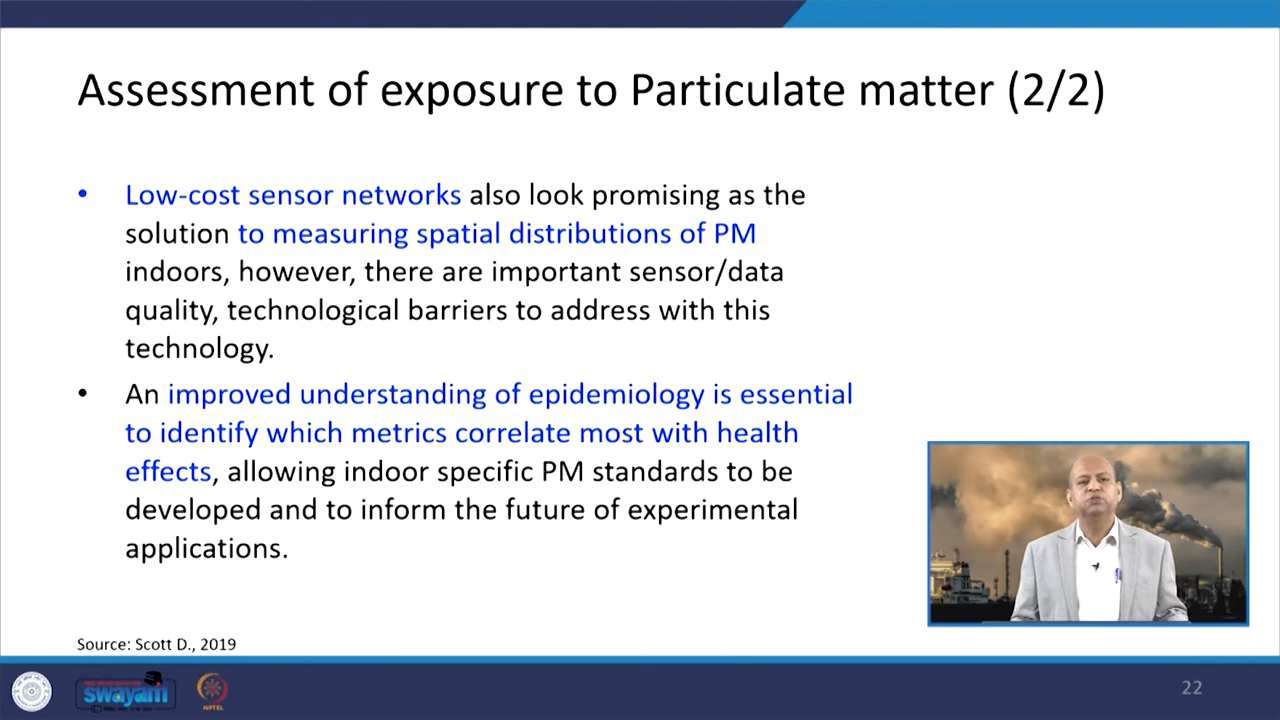 Assessment of exposure to Particulate matter (2/2)
• Low-cost sensor networks also look promising as the
solution to measuring spatial distributions of PM
indoors, however, there are important sensor/data
quality, technological barriers to address with this
technology.
• An improved understanding of epidemiology is essential
to identify which metrics correlate most with health
effects, allowing indoor specific PM standards to be
developed and to inform the future of experimental
applications.
Source: Scott D., 2019
swayam
NPTEL
22